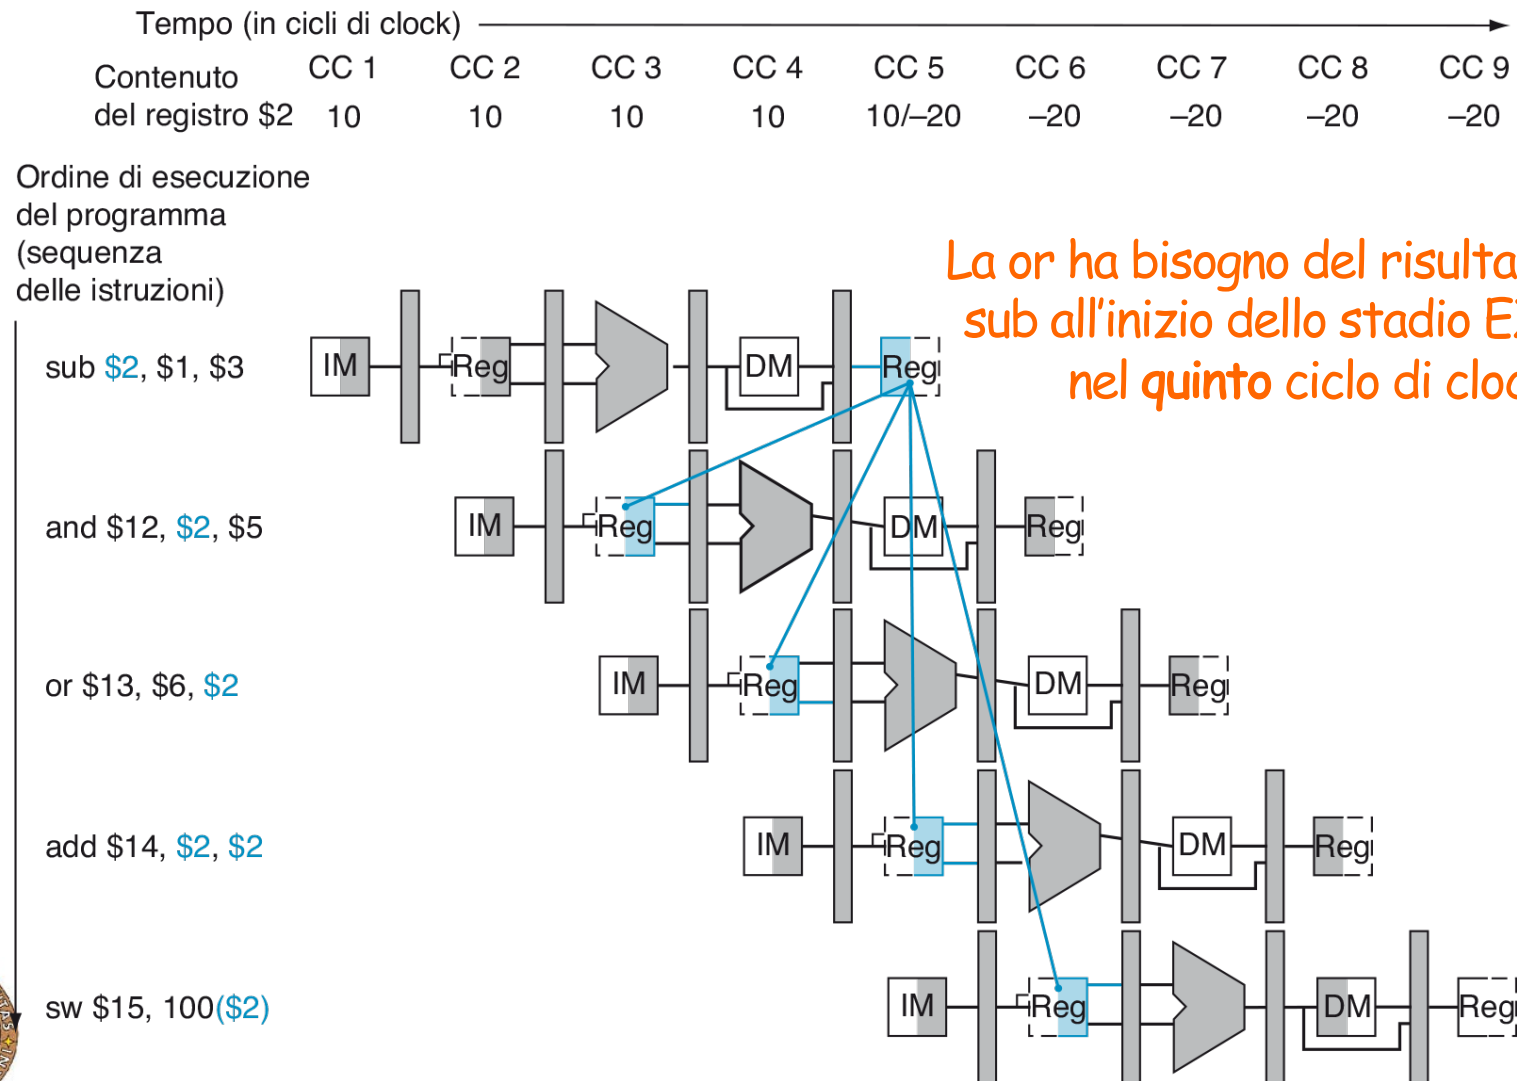 Tempo (in cicli di clock)
Contenuto
del registro $2
CC 1 CC 2 CC 3 CC 4 CC 5 CC 6 CC 7 CC 8 CC 9
10 10 10 10 10/–20 –20 –20 –20 –20
Ordine di esecuzione
del programma
(sequenza
delle istruzioni)
La or ha bisogno del
sub all'inizio dello stadio
nel quinto ciclo di
sub $2, $1, $3
IM Reg DM Reg
and $12, $2, $5
IM Reg DM Reg
or $13, $6, $2
IM Reg DM Reg
add $14, $2, $2
IM Reg DM Reg
sw $15, 100($2)
IM Reg DM Reg